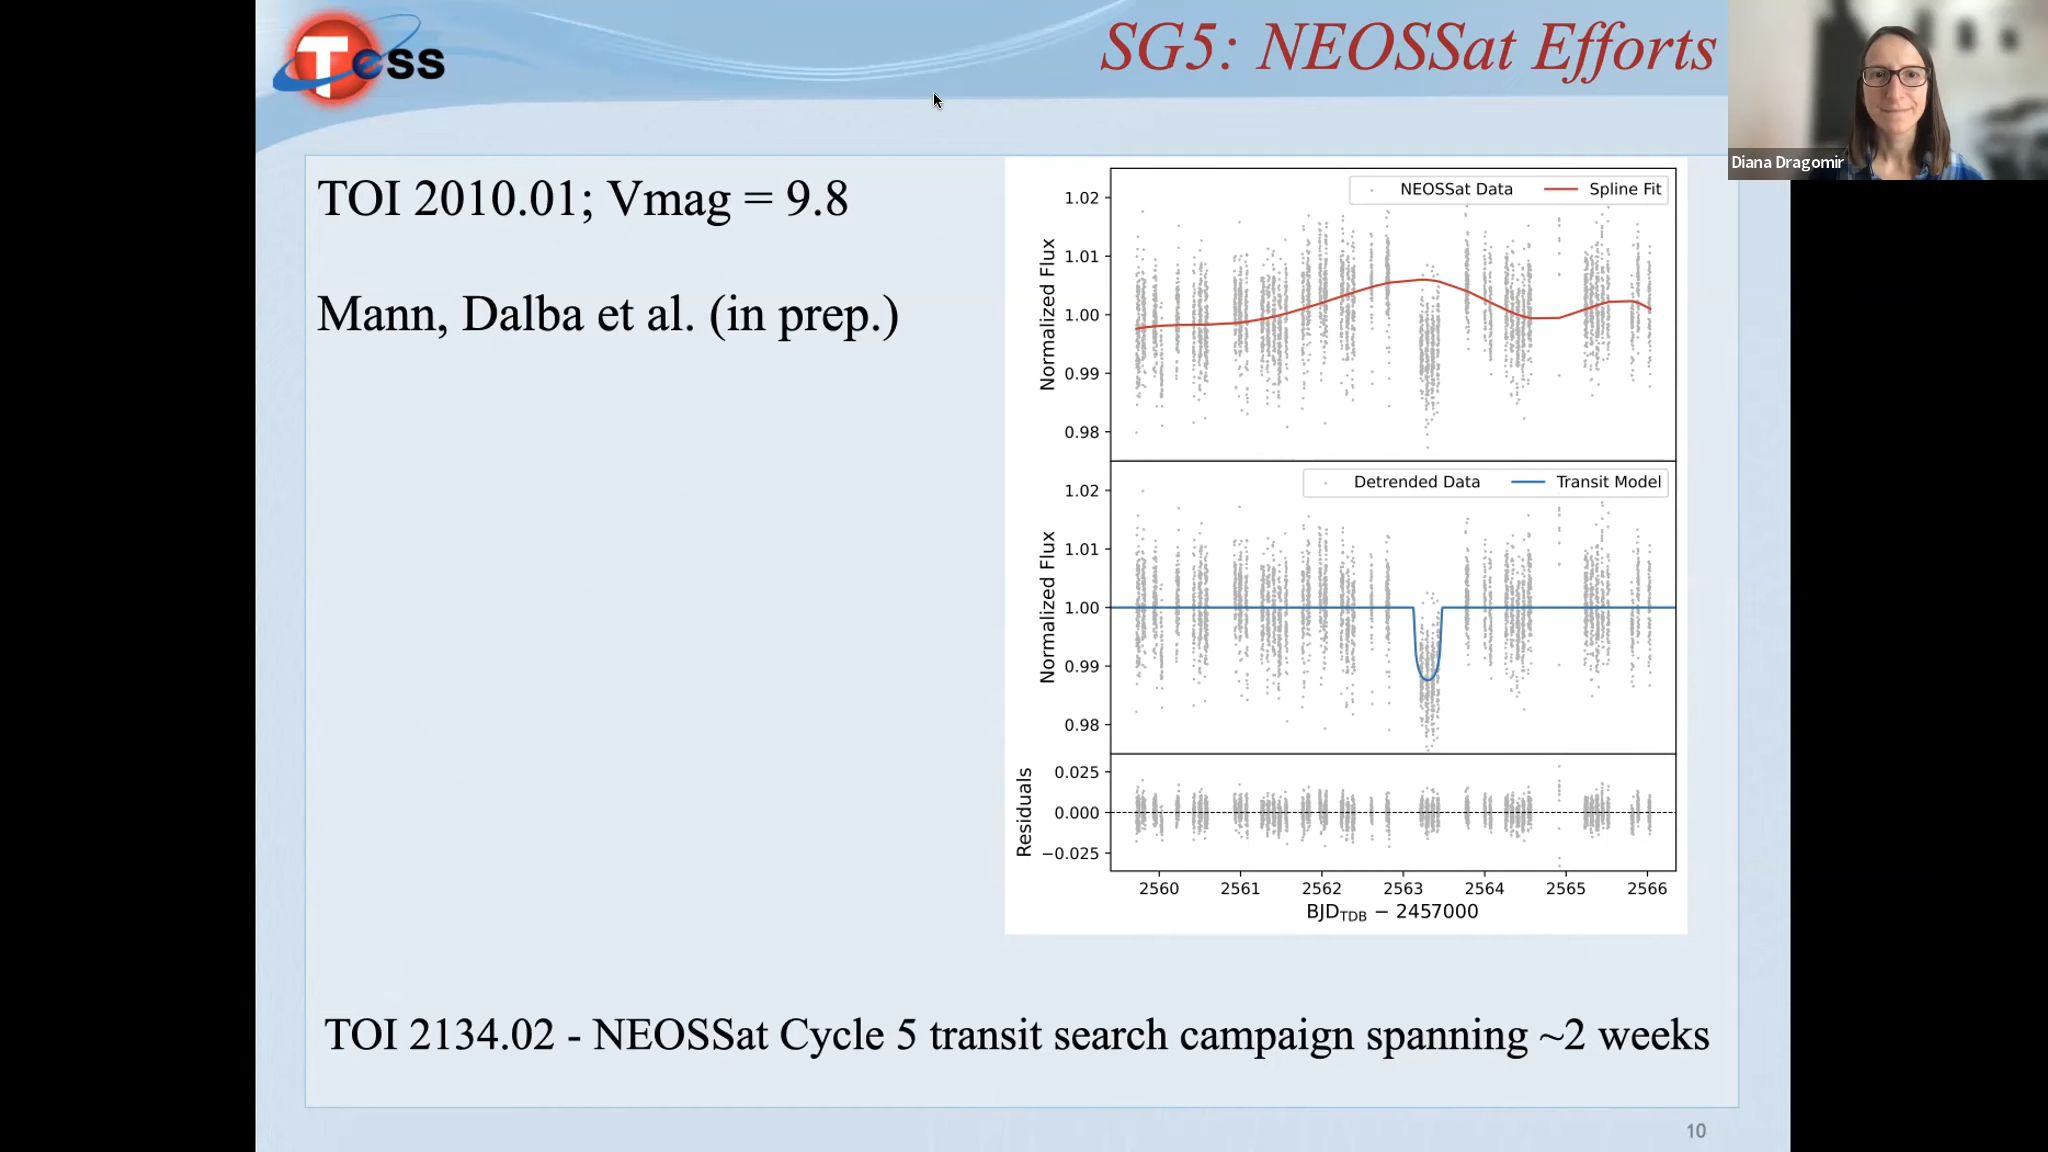 Tess
SG5: NEOSSat Efforts
Diana Dragomir
TOI 2010.01; Vmag = 9.8
Mann, Dalba et al. (in prep.)
NEOSSat Data Spline Fit
1.02
1.01
1.00
0.99
0.98
Normalized Flux
Detrended Data Transit Model
1.02
1.01
1.00
0.99
0.98
Normalized Flux
0.025
0.000
−0.025
Residuals
2560 2561 2562 2563 2564 2565 2566
BJDTDB − 2457000
TOI 2134.02 - NEOSSat Cycle 5 transit search campaign spanning ~2 weeks
10